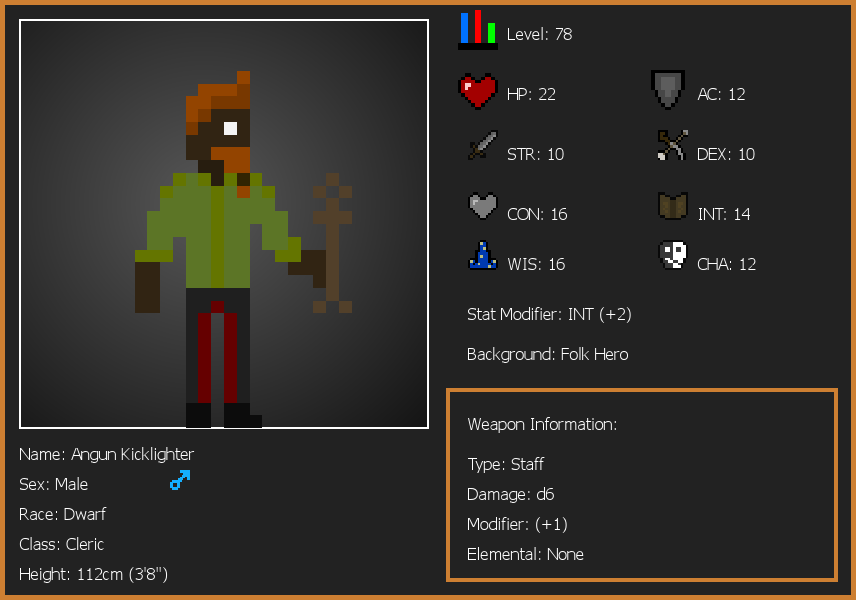 Level: 78
HP: 22
AC: 12
STR: 10
DEX: 10
CON: 16
INT: 14
WIS: 16
CHA: 12
Stat Modifier: INT (+2)
Background: Folk Hero
Weapon Information:
Type: Staff
Damage: d6
Modifier: (+1)
Elemental: None
Name: Angun Kicklighter
Sex: Male
Race: Dwarf
Class: Cleric
Height: 112cm (3'8")